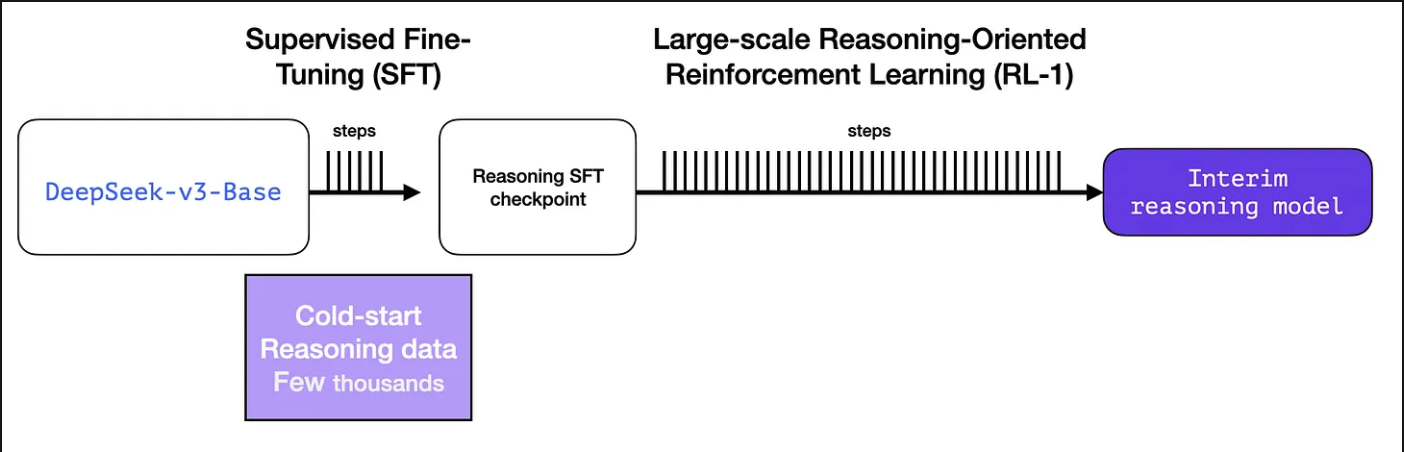 Supervised Fine-
Tuning (SFT)
Large-scale Reasoning-Oriented
Reinforcement Learning (RL-1)
steps
steps
DeepSeek-v3-Base
Reasoning SFT
checkpoint
Interim
reasoning model
Cold-start
Reasoning data
Few thousands